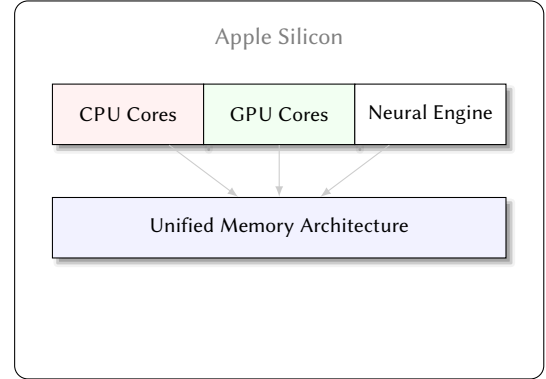 Apple Silicon
CPU Cores GPU Cores Neural Engine
Unified Memory Architecture